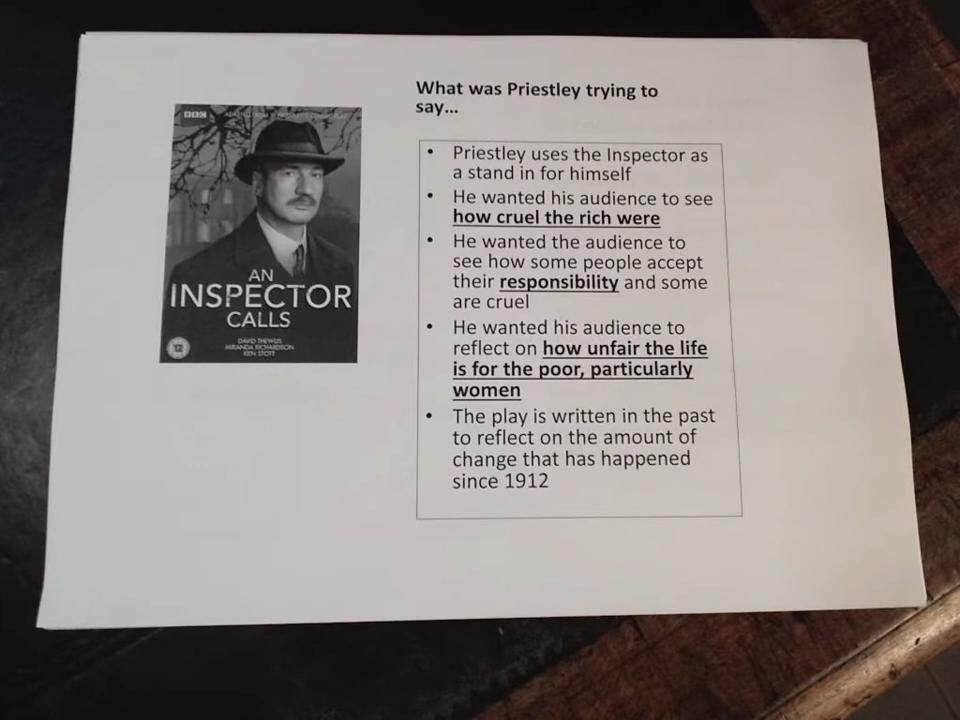 What was Priestley trying to
say...
• Priestley uses the Inspector as
a stand in for himself
• He wanted his audience to see
how cruel the rich were
• He wanted the audience to
see how some people accept
their responsibility and some
are cruel
• He wanted his audience to
reflect on how unfair the life
is for the poor, particularly
women
• The play is written in the past
to reflect on the amount of
change that has happened
since 1912
BBC
AN
INSPECTOR
CALLS
DAVID THEWLIS
MIRANDA RICHARDSON
KEN STOTT
12